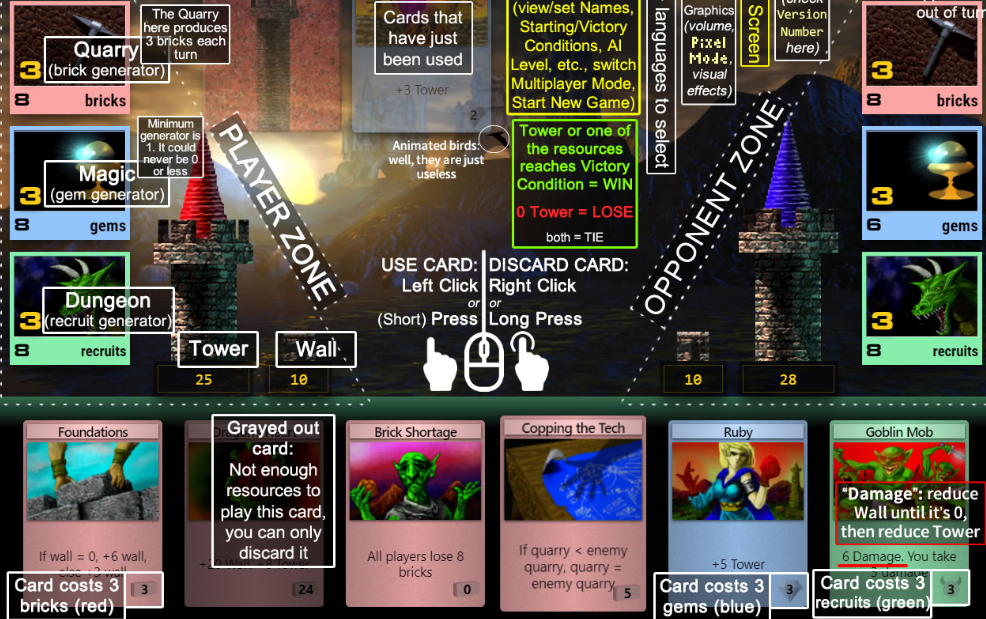 Quarry
(brick generator)
3
8 bricks
The Quarry
here produces
3 bricks each
turn
Magic
(gem generator)
3
8 gems
Minimum
generator is
1. It could
never be 0
or less
Dungeon
(recruit generator)
3
8 recruits
PLAYER ZONE
Tower
Wall
25
10
Cards that
have just
been used
+3 Tower
2
Animated birds:
well, they are just
useless
(view/set Names,
Starting/Victory
Conditions, AI
Level, etc., switch
Multiplayer Mode,
Start New Game)
Tower or one of
the resources
reaches Victory
Condition = WIN
0 Tower = LOSE
both = TIE
languages to select
Graphics
(volume,
Pixel
Mode,
visual
effects)
Screen
Version
Number
here)
out of turn
USE CARD:
Left Click
or
(Short) Press
DISCARD CARD:
Right Click
or
Long Press
OPPONENT ZONE
10
28
3
8 bricks
3
6 gems
3
8 recruits
Foundations
If wall = 0, +6 wall,
Card costs 3
bricks (red)
3
Grayed out
card:
Not enough
resources to
play this card,
you can only
discard it
24
Brick Shortage
All players lose 8
bricks
0
Copping the Tech
If quarry < enemy
quarry, quarry =
enemy quarry
5
Ruby
+5 Tower
Card costs 3
gems (blue)
3
Goblin Mob
“Damage”: reduce
Wall until it's 0,
then reduce Tower
6 Damage. You take
Card costs 3
recruits (green)
3